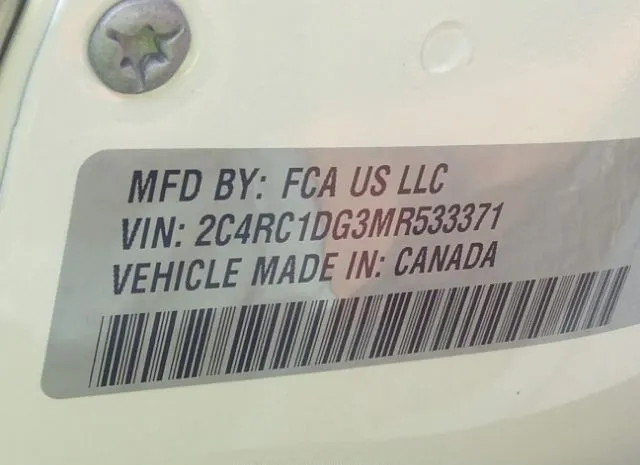 MFD BY: FCA US LLC
VIN: 2C4RC1DG3MR533371
VEHICLE MADE IN: CANADA